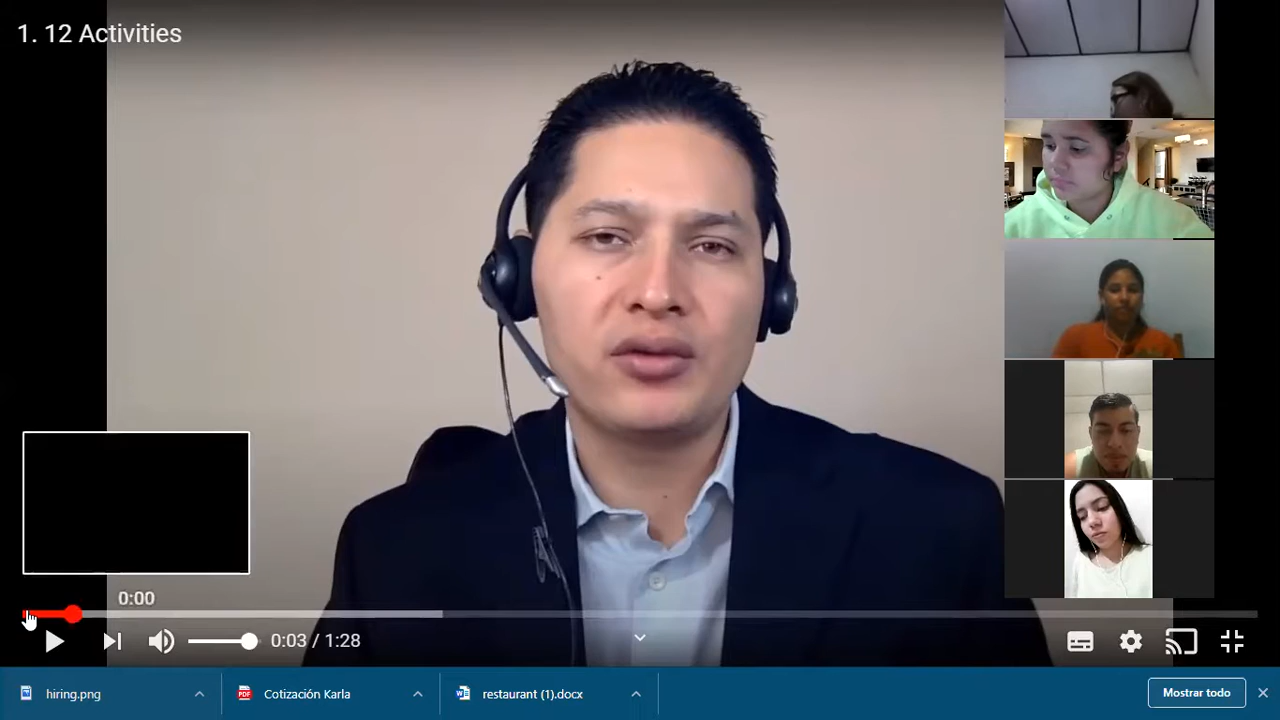 1. 12 Activities
0:00
0:03 / 1:28
hiring.png
Cotización Karla
restaurant (1).docx
Mostrar todo